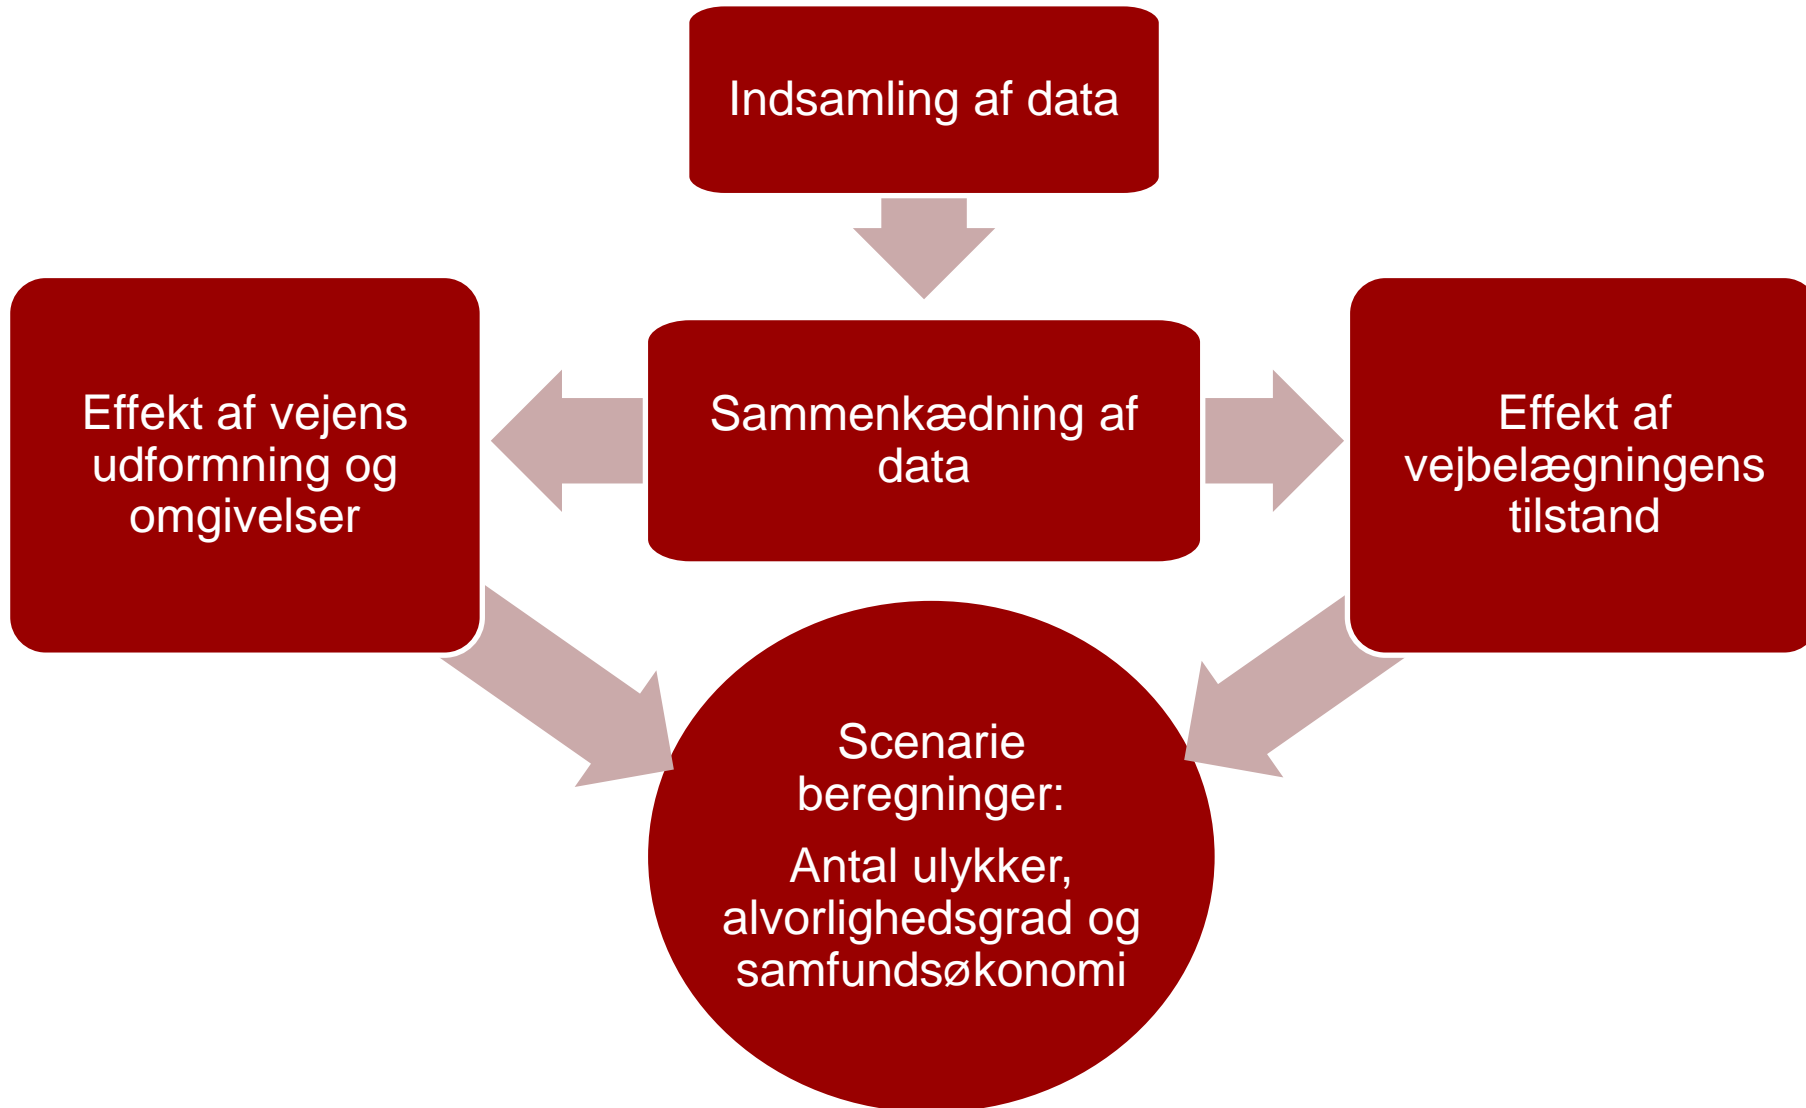 Indsamling af data
Effekt af vejens
udformning og
omgivelser
Sammenkædning af
data
Effekt af
vejbelægningens
tilstand
Scenarie
beregninger:
Antal ulykker,
alvorlighedsgrad og
samfundsøkonomi